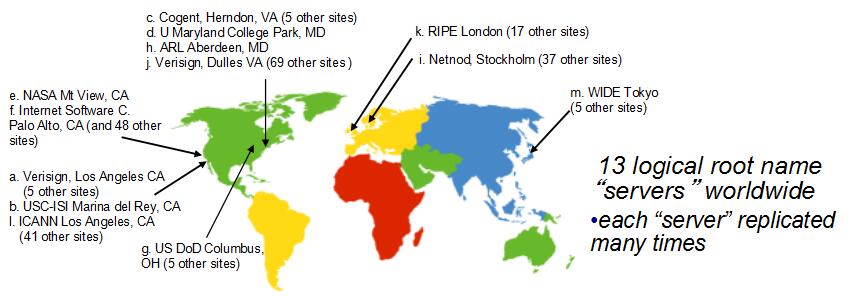 c. Cogent, Herndon, VA (5 other sites)
d. U Maryland College Park, MD
h. ARL Aberdeen, MD
j. Verisign, Dulles VA (69 other sites )
k. RIPE London (17 other sites)
i. Netnod, Stockholm (37 other sites)
m. WIDE Tokyo
(5 other sites)
e. NASA Mt View, CA
f. Internet Software C.
Palo Alto, CA (and 48 other
sites)
a. Verisign, Los Angeles CA
(5 other sites)
b. USC-ISI Marina del Rey, CA
l. ICANN Los Angeles, CA
(41 other sites)
g. US DoD Columbus,
OH (5 other sites)
13 logical root name
“servers” worldwide
•each “server” replicated
many times